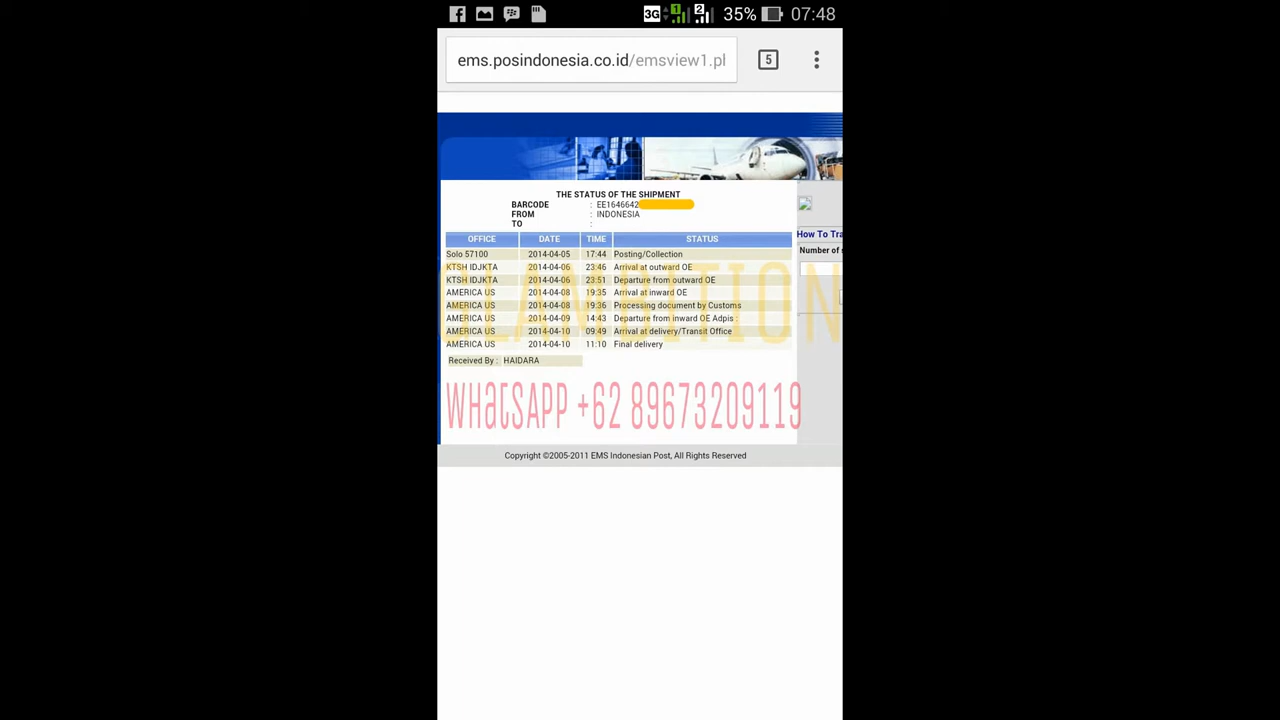 3G 1 2 35% 07:48
ems.posindonesia.co.id/emsview1.pl 5
THE STATUS OF THE SHIPMENT
BARCODE : EE1646642
FROM : INDONESIA
TO :
How To Tra
Number of s
OFFICE DATE TIME STATUS
Solo 57100 2014-04-05 17:44 Posting/Collection
KTSH IDJKTA 2014-04-06 23:46 Arrival at outward OE
KTSH IDJKTA 2014-04-06 23:51 Departure from outward OE
AMERICA US 2014-04-08 19:35 Arrival at inward OE
AMERICA US 2014-04-08 19:36 Processing document by Customs
AMERICA US 2014-04-09 14:43 Departure from inward OE Adpis :
AMERICA US 2014-04-10 09:49 Arrival at delivery/Transit Office
AMERICA US 2014-04-10 11:10 Final delivery
Received By : HAIDARA
WHATSAPP +62 89673209119
Copyright ©2005-2011 EMS Indonesian Post, All Rights Reserved